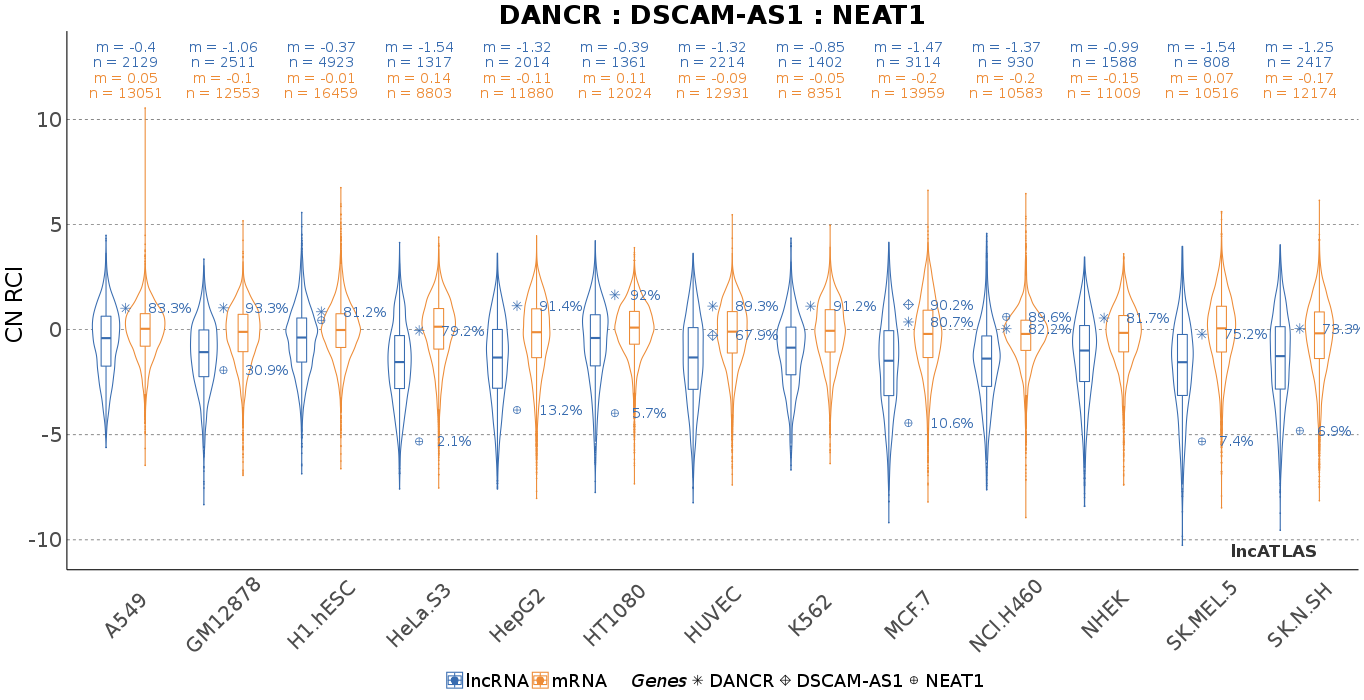 DANCR : DSCAM-AS1 : NEAT1
m = -0.4 m = -1.06 m = -0.37 m = -1.54 m = -1.32 m = -0.39 m = -1.32 m = -0.85 m = -1.47 m = -1.37 m = -0.99 m = -1.54 m = -1.25
n = 2129 n = 2511 n = 4923 n = 1317 n = 2014 n = 1361 n = 2214 n = 1402 n = 3114 n = 930 n = 1588 n = 808 n = 2417
m = 0.05 m = -0.1 m = -0.01 m = 0.14 m = -0.11 m = 0.11 m = -0.09 m = -0.05 m = -0.2 m = -0.2 m = -0.15 m = 0.07 m = -0.17
n = 13051 n = 12553 n = 16459 n = 8803 n = 11880 n = 12024 n = 12931 n = 8351 n = 13959 n = 10583 n = 11009 n = 10516 n = 12174
10
5
0
-5
-10
CN RCI
83.3% 93.3% 81.2% 79.2% 91.4% 92% 89.3% 91.2% 90.2% 89.6% 81.7% 75.2% 73.3%
30.9% 2.1% 13.2% 5.7% 67.9% 80.7% 82.2% 7.4% 6.9%
10.6%
lncATLAS
A549 GM12878 H1.hESC HeLa.S3 HepG2 HT1080 HUVEC K562 MCF.7 NCI.H460 NHEK SK.MEL.5 SK.N.SH
lncRNA mRNA Genes DANCR DSCAM-AS1 NEAT1